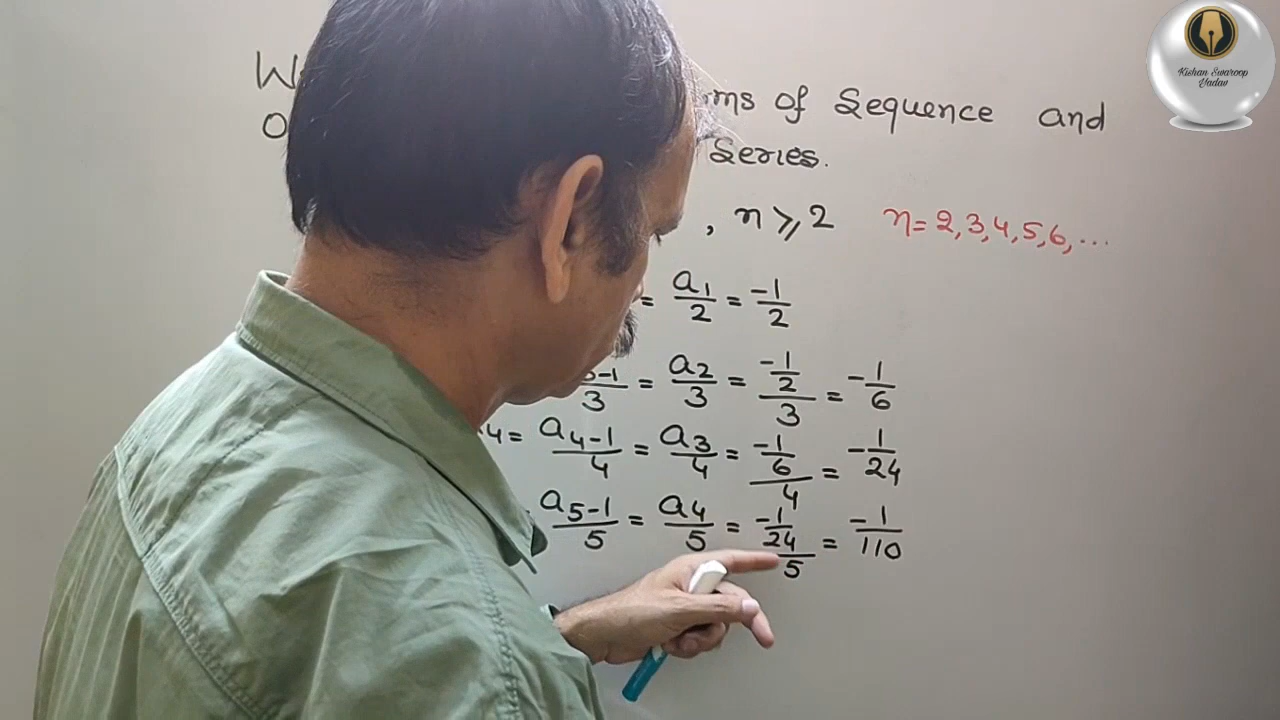 W ms of Sequence and
O Series.
, n ⩾ 2 n = 2, 3, 4, 5, 6, ...
= a₁/2 = -1/2
-1/3 = a₂/3 = (-1/2)/3 = -1/6
4 = a₄₋₁/4 = a₃/4 = (-1/6)/4 = -1/24
a₅₋₁/5 = a₄/5 = (-1/24)/5 = -1/110
Kishan Swaroop
Yadav